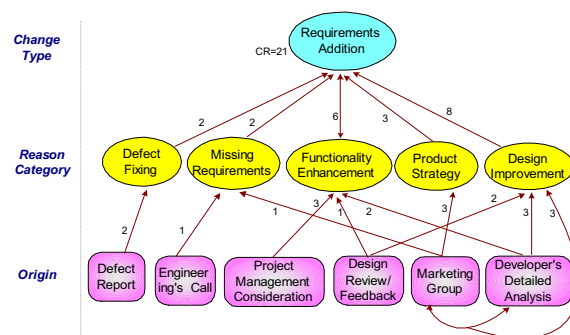 Change
Type
Requirements
Addition
CR=21
2
2
6
3
8
Reason
Category
Defect
Fixing
Missing
Requirements
Functionality
Enhancement
Product
Strategy
Design
Improvement
2
1
3
1
1
2
3
2
3
3
Origin
Defect
Report
Engineer
ing's Call
Project
Management
Consideration
Design
Review/
Feedback
Marketing
Group
Developer's
Detailed
Analysis